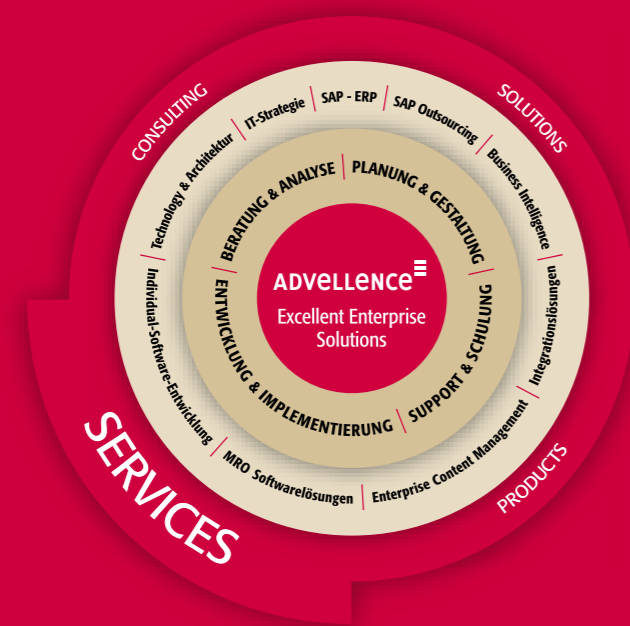 CONSULTING
SOLUTIONS
PRODUCTS
SERVICES
Technology & Architektur
IT-Strategie
SAP - ERP
SAP Outsourcing
Business Intelligence
Integrationslösungen
Enterprise Content Management
MRO Softwarelösungen
Individual-Software-Entwicklung
BERATUNG & ANALYSE
PLANUNG & GESTALTUNG
SUPPORT & SCHULUNG
ENTWICKLUNG & IMPLEMENTIERUNG
ADVELLENCE
Excellent Enterprise
Solutions